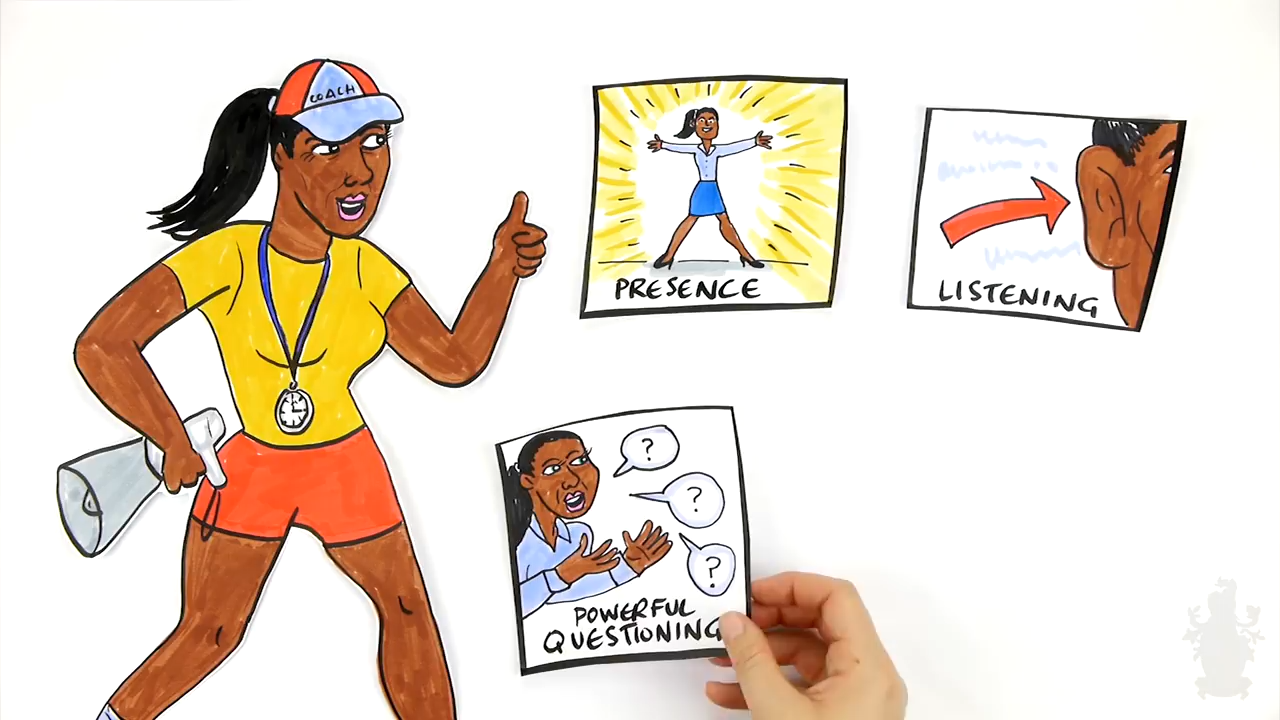 COACH
PRESENCE
LISTENING
?
?
?
POWERFUL
QUESTIONING